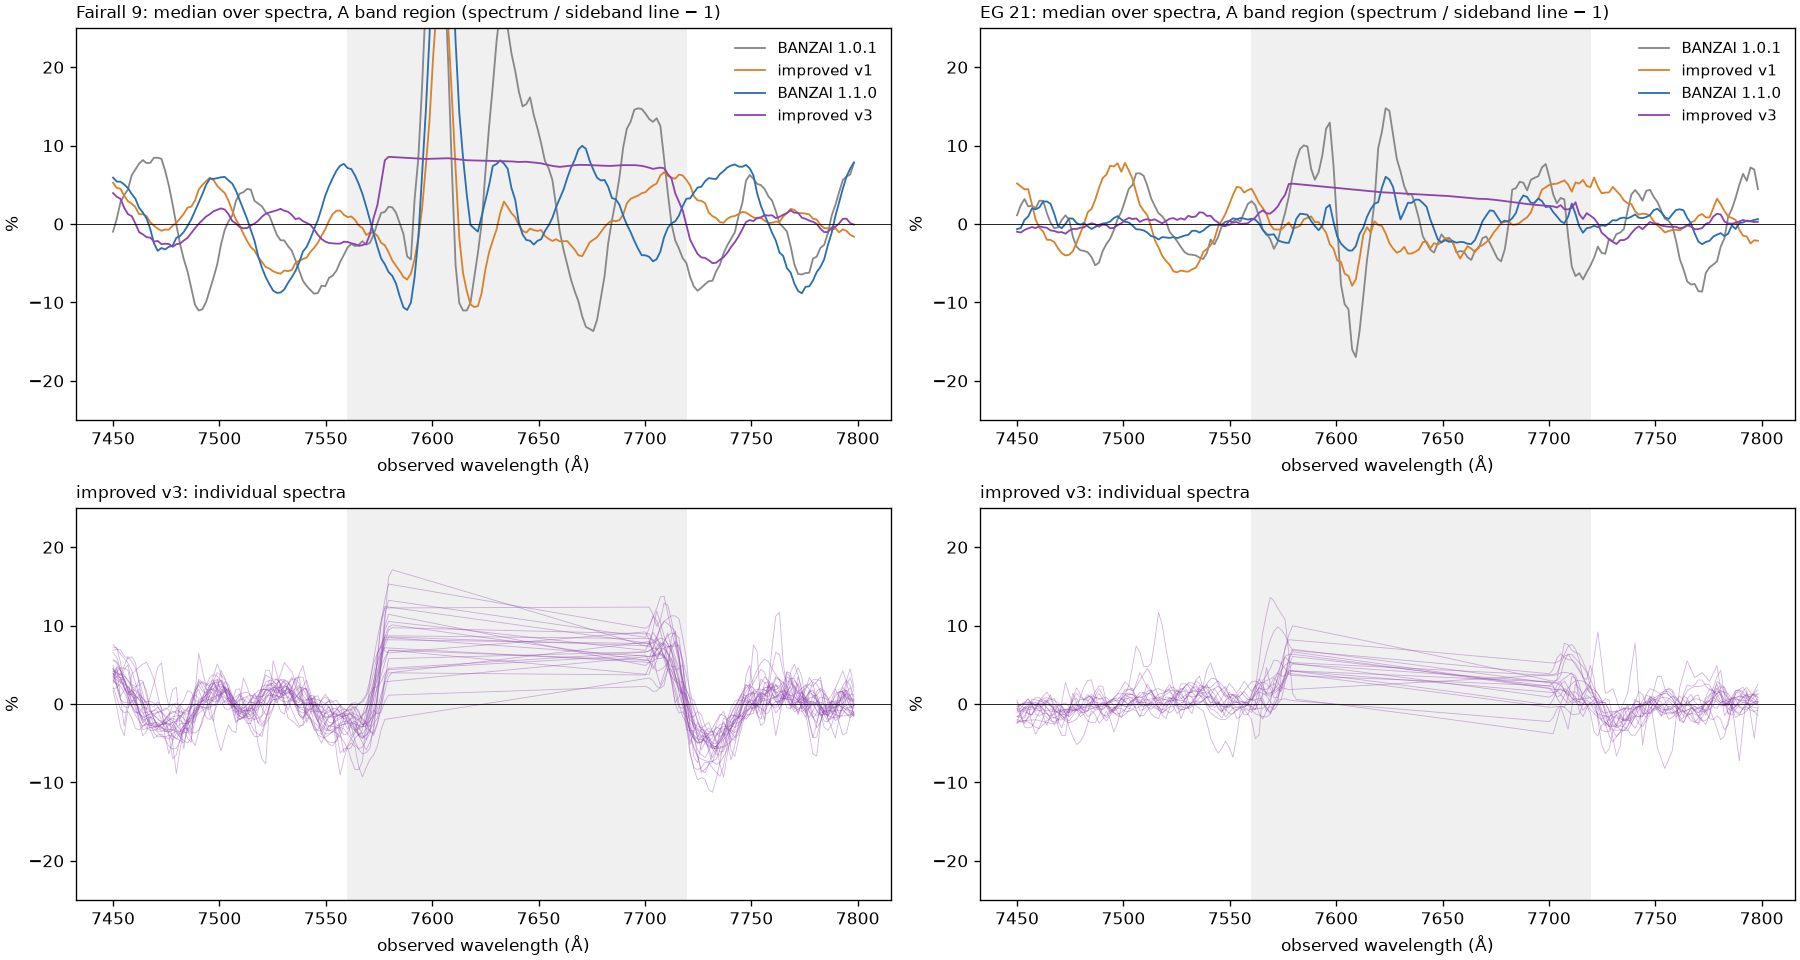 Fairall 9: median over spectra, A band region (spectrum / sideband line − 1)
20
10
0
−10
−20
%
BANZAI 1.0.1
improved v1
BANZAI 1.1.0
improved v3
7450 7500 7550 7600 7650 7700 7750 7800
observed wavelength (Å)
EG 21: median over spectra, A band region (spectrum / sideband line − 1)
20
10
0
−10
−20
%
BANZAI 1.0.1
improved v1
BANZAI 1.1.0
improved v3
7450 7500 7550 7600 7650 7700 7750 7800
observed wavelength (Å)
improved v3: individual spectra
20
10
0
−10
−20
%
7450 7500 7550 7600 7650 7700 7750 7800
observed wavelength (Å)
improved v3: individual spectra
20
10
0
−10
−20
%
7450 7500 7550 7600 7650 7700 7750 7800
observed wavelength (Å)